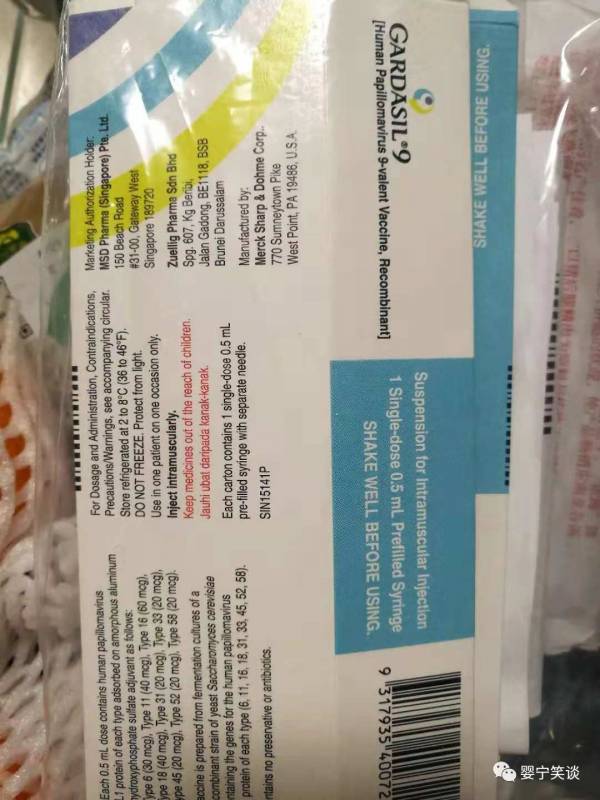 Each 0.5 mL dose contains human papillomavirus
L1 protein of each type adsorbed on amorphous aluminum
hydroxyphosphate sulfate adjuvant as follows:
Type 6 (30 mcg), Type 11 (40 mcg), Type 16 (60 mcg),
Type 18 (40 mcg), Type 31 (20 mcg), Type 33 (20 mcg),
Type 45 (20 mcg), Type 52 (20 mcg), Type 58 (20 mcg).
accine is prepared from fermentation cultures of a
combinant strain of yeast Saccharomyces cerevisiae
ntaining the genes for the human papillomavirus
protein of each type (6, 11, 16, 18, 31, 33, 45, 52, 58).
ntains no preservative or antibiotics.
For Dosage and Administration, Contraindications,
Precautions/Warnings, see accompanying circular.
Store refrigerated at 2 to 8°C (36 to 46°F).
DO NOT FREEZE. Protect from light.
Use in one patient on one occasion only.
Inject Intramuscularly.
Keep medicines out of the reach of children.
Jauhi ubat daripada kanak-kanak.
Each carton contains 1 single-dose 0.5 mL
pre-filled syringe with separate needle.
SIN15141P
Marketing Authorization Holder:
MSD Pharma (Singapore) Pte. Ltd.
150 Beach Road
#31-00, Gateway West
Singapore 189720
Zuellig Pharma Sdn Bhd
Spg. 607, Kg Beribi,
Jalan Gadong, BE1118, BSB
Brunei Darussalam
Manufactured by:
Merck Sharp & Dohme Corp.,
770 Sumneytown Pike
West Point, PA 19486, U.S.A.
9 317935 40072
Suspension for Intramuscular Injection
1 Single-dose 0.5 mL Prefilled Syringe
SHAKE WELL BEFORE USING.
GARDASIL®9
[Human Papillomavirus 9-valent Vaccine, Recombinant]
SHAKE WELL BEFORE USING.
婴宁笑谈